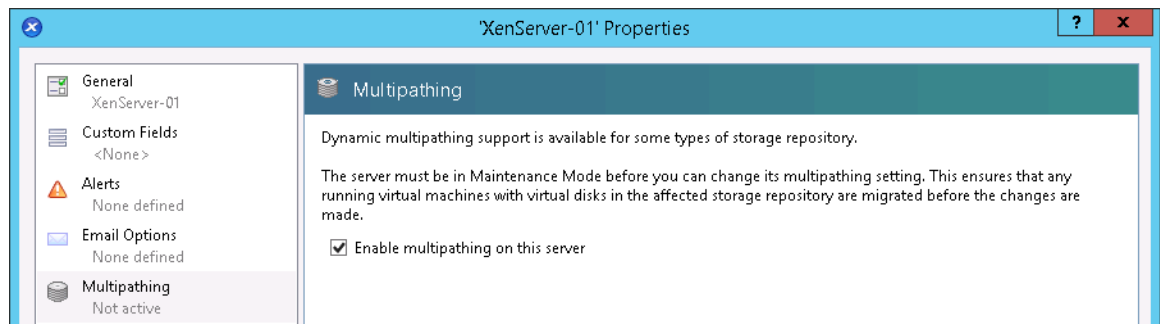 'XenServer-01' Properties
?
x
General
XenServer-01
Custom Fields
<None>
Alerts
None defined
Email Options
None defined
Multipathing
Not active
Multipathing
Dynamic multipathing support is available for some types of storage repository.
The server must be in Maintenance Mode before you can change its multipathing setting. This ensures that any
running virtual machines with virtual disks in the affected storage repository are migrated before the changes are
made.
Enable multipathing on this server